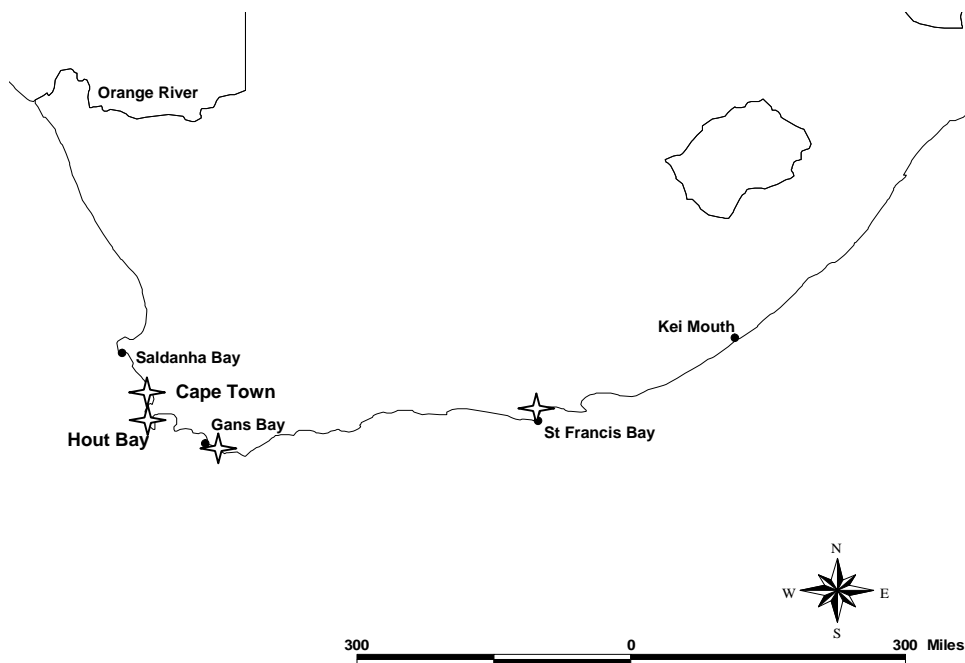 Orange River
Kei Mouth
Saldanha Bay
Cape Town
Gans Bay
Hout Bay
St Francis Bay
N
W E
S
300 0 300 Miles